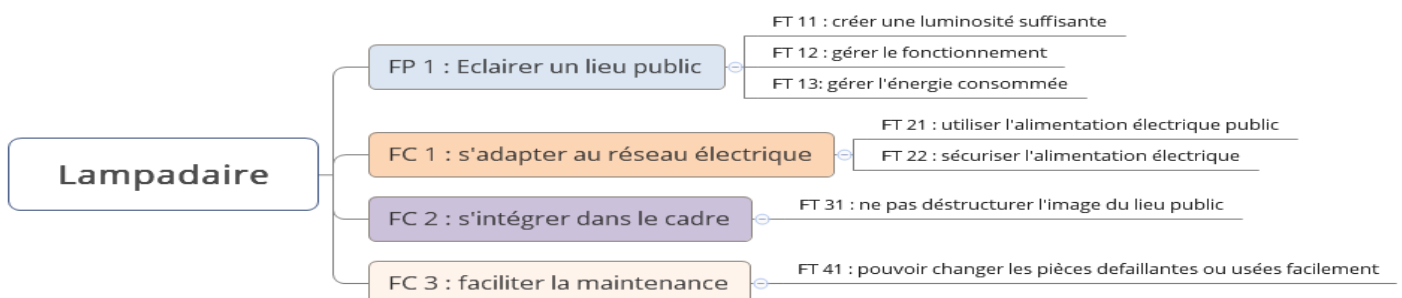 Lampadaire
FP 1 : Eclairer un lieu public
FT 11 : créer une luminosité suffisante
FT 12 : gérer le fonctionnement
FT 13: gérer l'énergie consommée
FC 1 : s'adapter au réseau électrique
FT 21 : utiliser l'alimentation électrique public
FT 22 : sécuriser l'alimentation électrique
FC 2 : s'intégrer dans le cadre
FT 31 : ne pas déstructurer l'image du lieu public
FC 3 : faciliter la maintenance
FT 41 : pouvoir changer les pièces defaillantes ou usées facilement